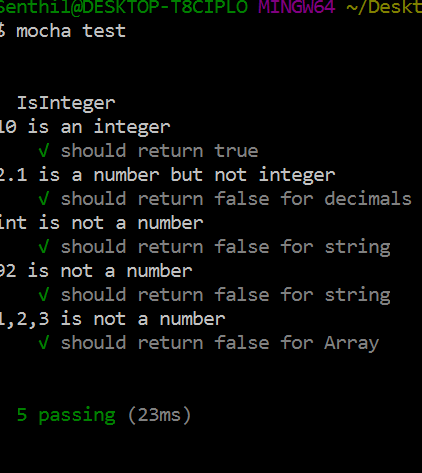 Senthil@DESKTOP-T8CIPLO MINGW64 ~/Deskt
$ mocha test
IsInteger
10 is an integer
√ should return true
2.1 is a number but not integer
√ should return false for decimals
int is not a number
√ should return false for string
92 is not a number
√ should return false for string
1,2,3 is not a number
√ should return false for Array
5 passing (23ms)